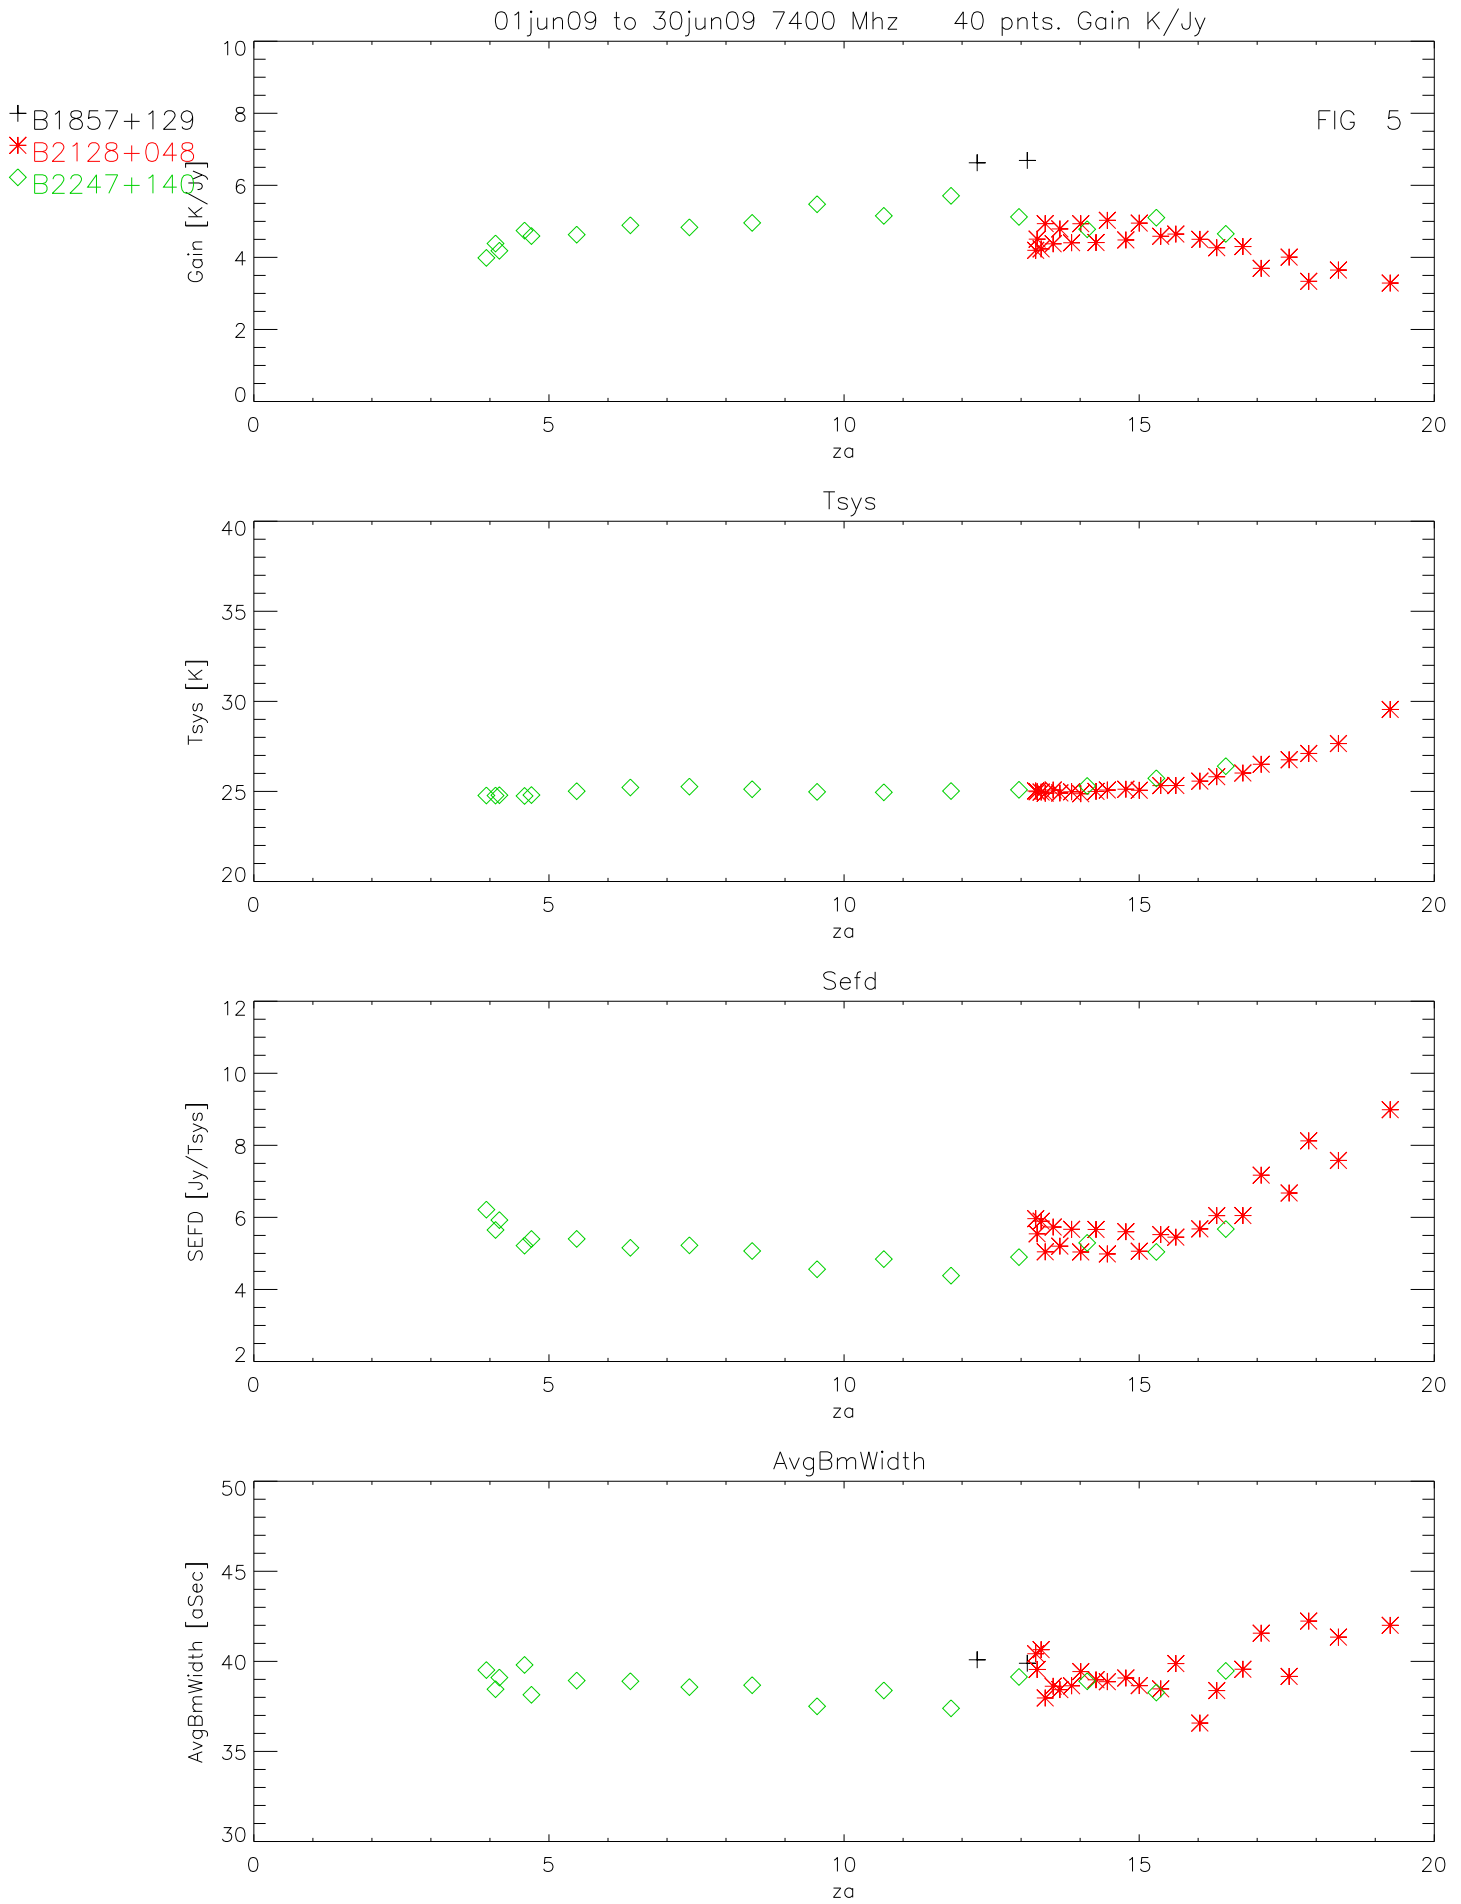 01jun09 to 30jun09 7400 Mhz 40 pnts. Gain K/Jy
B1857+129
B2128+048
B2247+140
FIG 5
Gain [K/Jy]
10
8
6
4
2
0
0 5 10 15 20
za
Tsys
Tsys [K]
40
35
30
25
20
0 5 10 15 20
za
Sefd
SEFD [Jy/Tsys]
12
10
8
6
4
2
0 5 10 15 20
za
AvgBmWidth
AvgBmWidth [aSec]
50
45
40
35
30
0 5 10 15 20
za